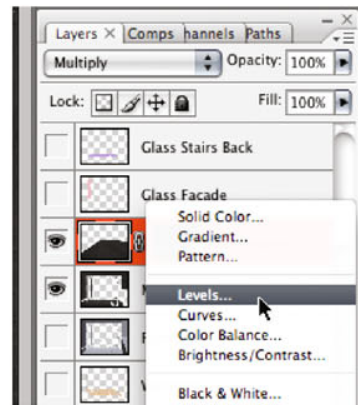 Layers × Comps hannels Paths
Multiply Opacity: 100%
Lock: Fill: 100%
Glass Stairs Back
Glass Facade
Solid Color...
Gradient...
Pattern...
Levels...
Curves...
Color Balance...
Brightness/Contrast...
Black & White...